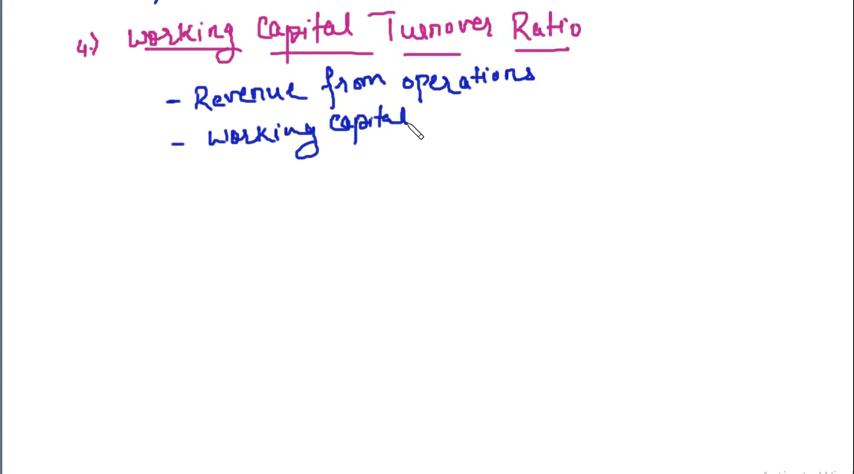 4.) Working Capital Turnover Ratio
- Revenue from operations
- Working capital